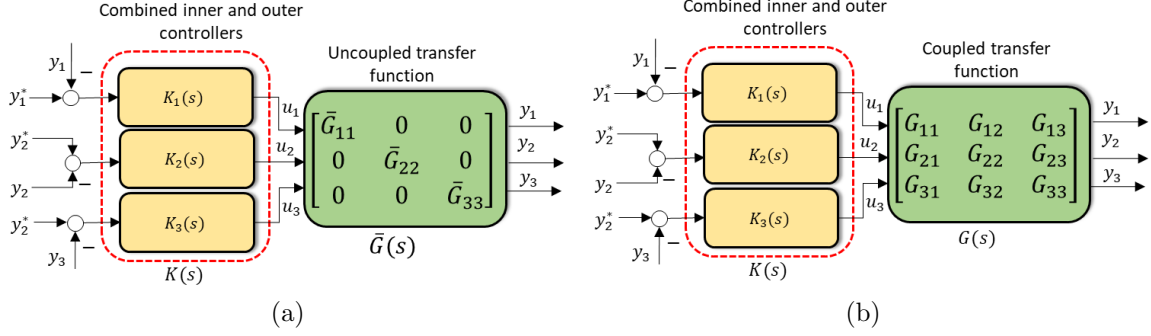 Combined inner and outer
controllers
Uncoupled transfer
function
y₁
−
y₁*
K₁(s)
u₁
y₂*
K₂(s)
u₂
y₂
−
y₂*
K₃(s)
u₃
−
y₃
K(s)
Ḡ₁₁ 0 0
0 Ḡ₂₂ 0
0 0 Ḡ₃₃
Ḡ(s)
y₁
y₂
y₃
(a)
Combined inner and outer
controllers
Coupled transfer
function
y₁
−
y₁*
K₁(s)
u₁
y₂*
K₂(s)
u₂
y₂
−
y₂*
K₃(s)
u₃
−
y₃
K(s)
G₁₁ G₁₂ G₁₃
G₂₁ G₂₂ G₂₃
G₃₁ G₃₂ G₃₃
G(s)
y₁
y₂
y₃
(b)